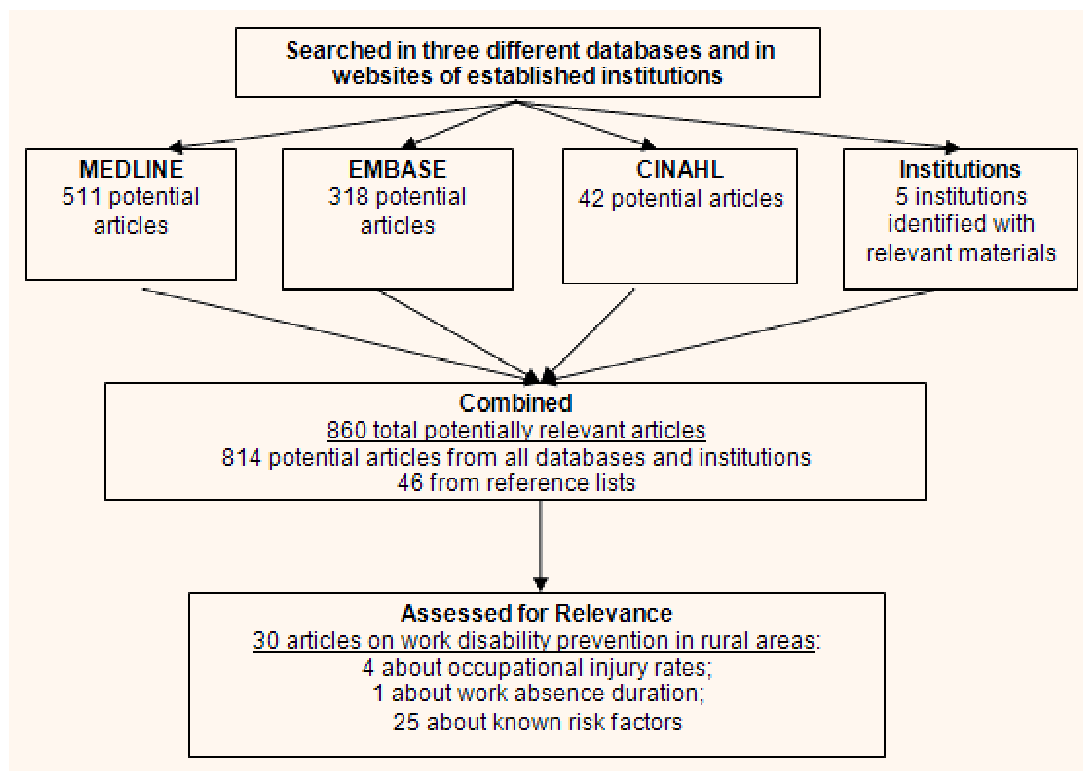 Searched in three different databases and in
websites of established institutions
MEDLINE
511 potential
articles
EMBASE
318 potential
articles
CINAHL
42 potential articles
Institutions
5 institutions
identified with
relevant materials
Combined
860 total potentially relevant articles
814 potential articles from all databases and institutions
46 from reference lists
Assessed for Relevance
30 articles on work disability prevention in rural areas:
4 about occupational injury rates;
1 about work absence duration;
25 about known risk factors